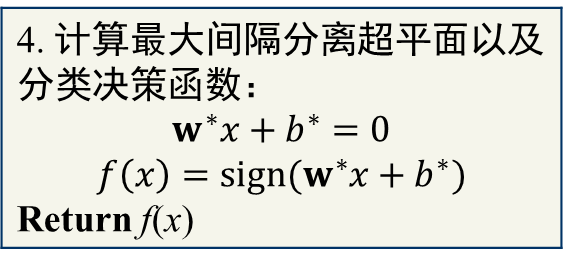 4. 计算最大间隔分离超平面以及
分类决策函数：
w*x + b* = 0
f(x) = sign(w*x + b*)
Return f(x)